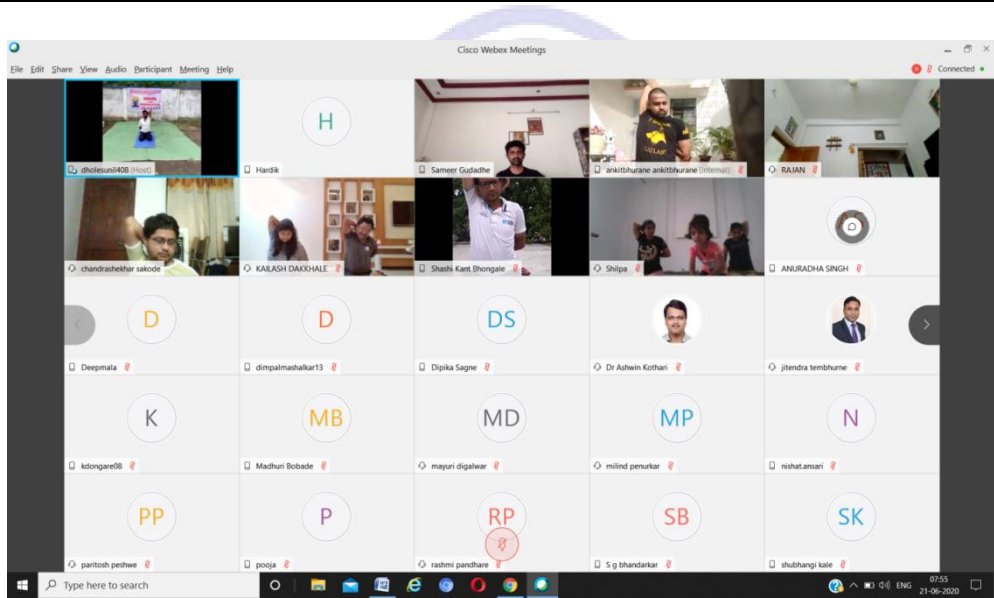 Cisco Webex Meetings
File Edit Share View Audio Participant Meeting Help
Connected
dholesunil408 (Host)
H
Hardik
Sameer Gudadhe
ankitbhurane ankitbhurane (Internal)
RAJAN
chandrashekhar sakode
KAILASH DAKKHALE
Shashi Kant Bhongale
Shilpa
ANURADHA SINGH
D
Deepmala
D
dimpalmashalkar13
DS
Dipika Sagne
Dr Ashwin Kothari
jitendra tembhurne
K
kdongare08
MB
Madhuri Bobade
MD
mayuri digalwar
MP
milind penurkar
N
nishat.ansari
PP
paritosh peshwe
P
pooja
RP
rashmi pandhare
SB
S g bhandarkar
SK
shubhangi kale
Type here to search
ENG
07:55
21-06-2020